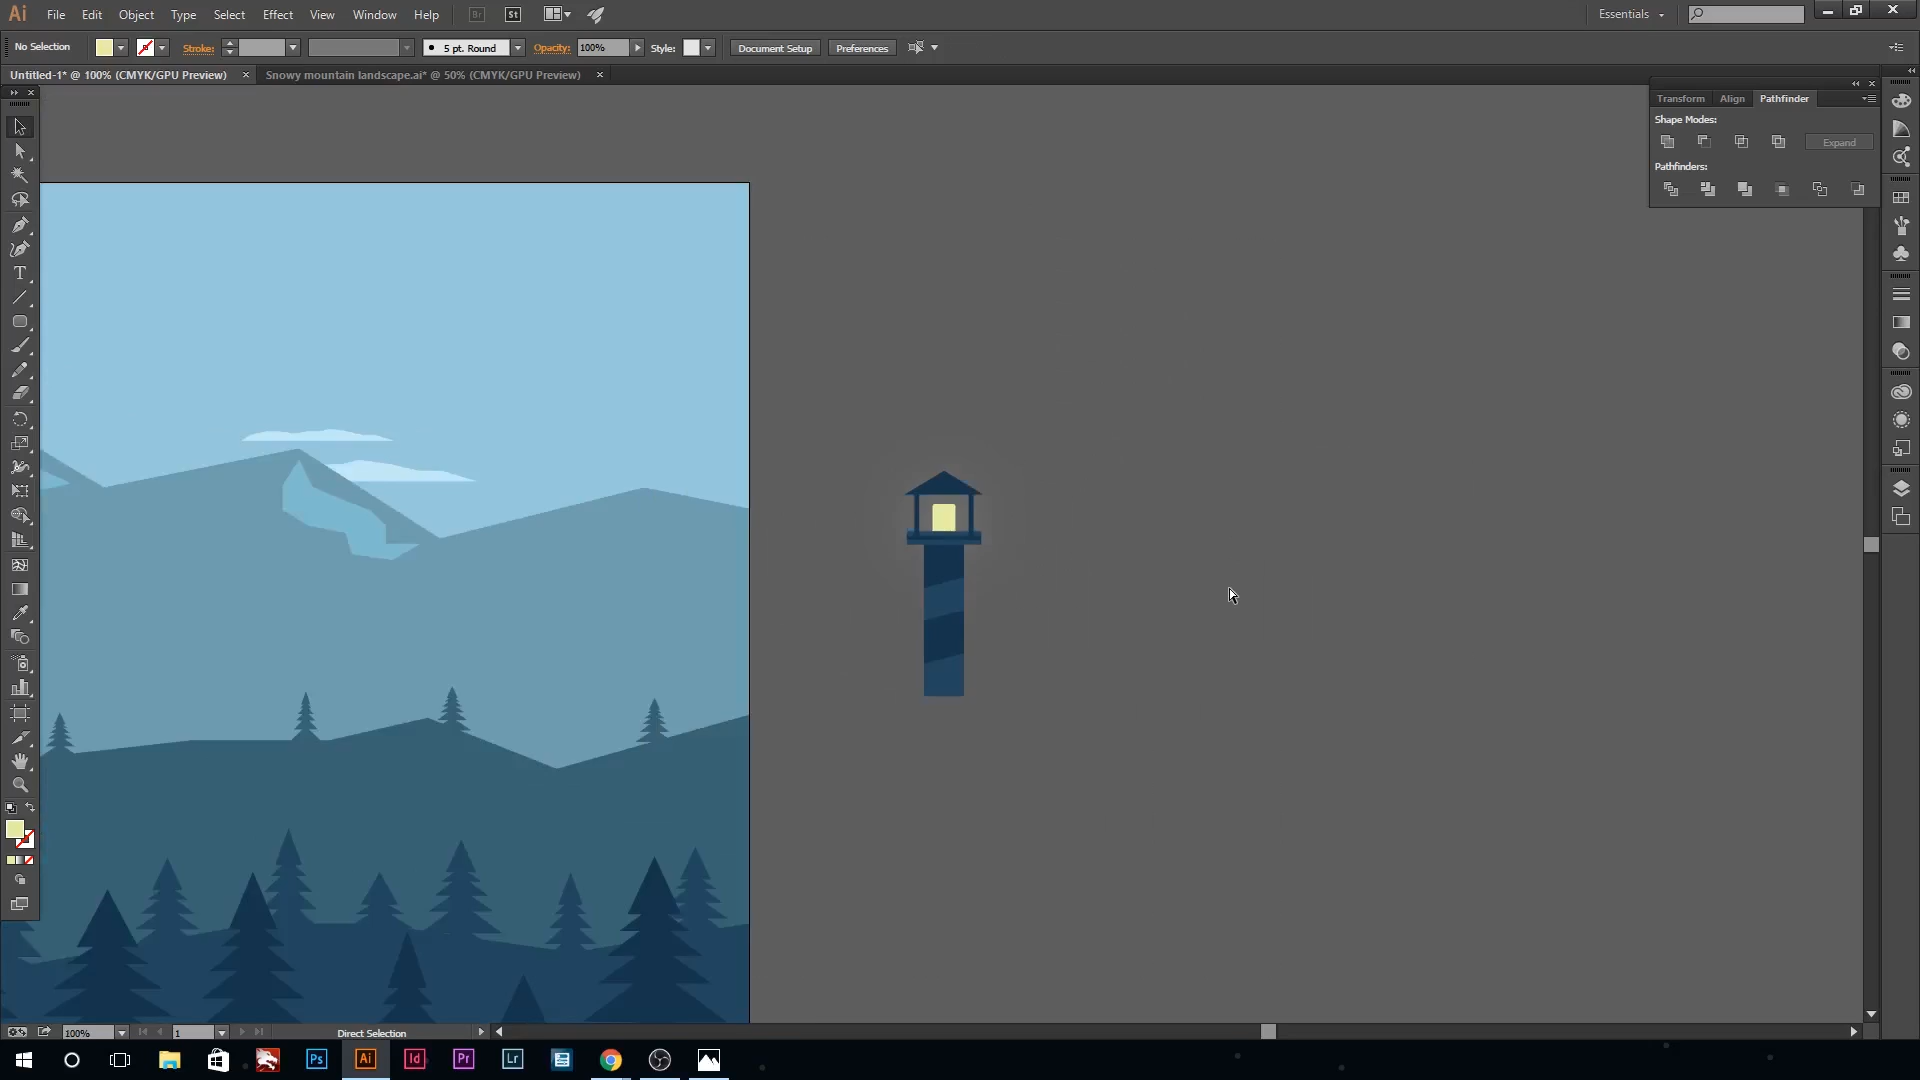 Ai File Edit Object Type Select Effect View Window Help Br St Essentials
No Selection Stroke: 5 pt. Round Opacity: 100% Style: Document Setup Preferences
Untitled-1* @ 100% (CMYK/GPU Preview) × Snowy mountain landscape.ai* @ 50% (CMYK/GPU Preview) ×
Transform Align Pathfinder
Shape Modes:
Expand
Pathfinders:
100% 1 Direct Selection
Ps Ai Id Pr Lr